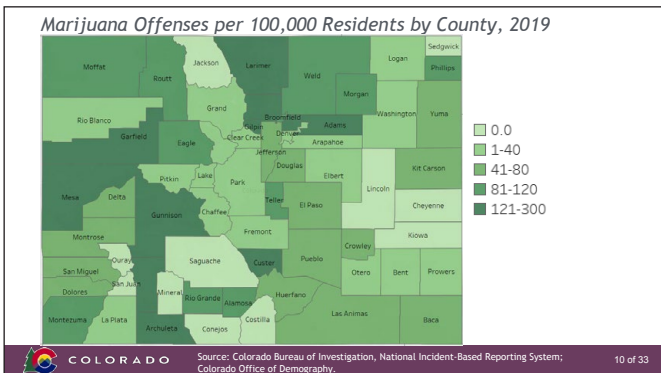 Marijuana Offenses per 100,000 Residents by County, 2019
Sedgwick
Logan
Jackson
Larimer
Moffat
Phillips
Weld
Routt
Morgan
Grand
Washington
Yuma
Rio Blanco
Broomfield
Gilpin
Adams
Denver
Garfield
Clear Creek
Eagle
Arapahoe
Jefferson
Douglas
Elbert
Kit Carson
Pitkin
Lake
Park
Lincoln
Mesa
Delta
Teller
Cheyenne
Gunnison
El Paso
Chaffee
Kiowa
Fremont
Montrose
Crowley
Ouray
Saguache
Custer
Pueblo
San Miguel
Otero
Bent
Prowers
San Juan
Dolores
Mineral
Rio Grande
Huerfano
Alamosa
Las Animas
Montezuma
La Plata
Costilla
Baca
Archuleta
Conejos
0.0
1-40
41-80
81-120
121-300
COLORADO
Source: Colorado Bureau of Investigation, National Incident-Based Reporting System;
Colorado Office of Demography.
10 of 33